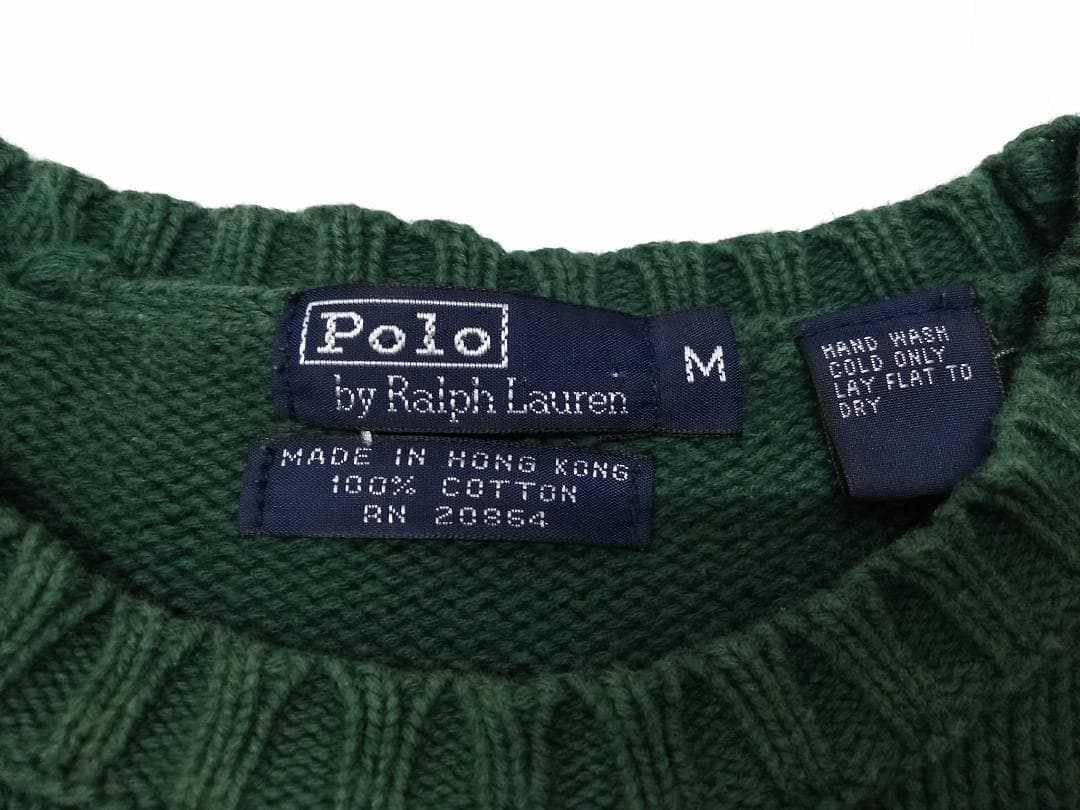 Polo
by Ralph Lauren
M
MADE IN HONG KONG
100% COTTON
RN 20864
HAND WASH
COLD ONLY
LAY FLAT TO
DRY